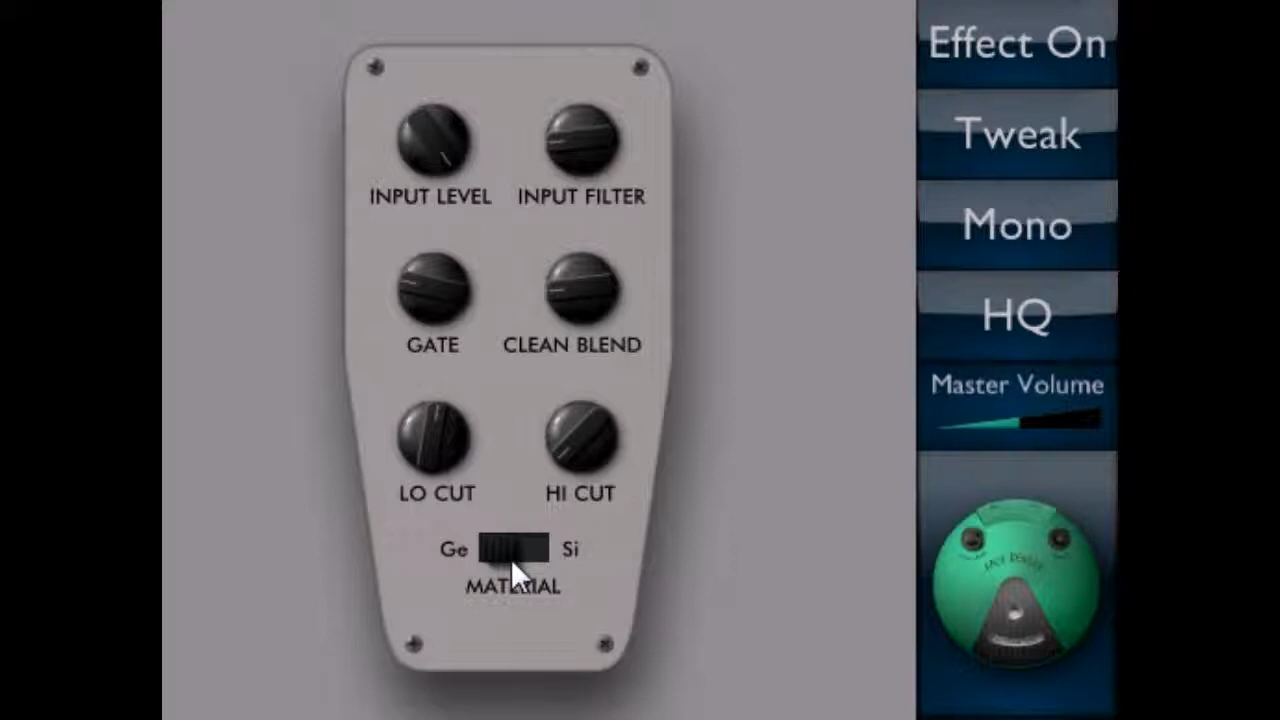 INPUT LEVEL
INPUT FILTER
GATE
CLEAN BLEND
LO CUT
HI CUT
Ge
Si
MATERIAL
Effect On
Tweak
Mono
HQ
Master Volume